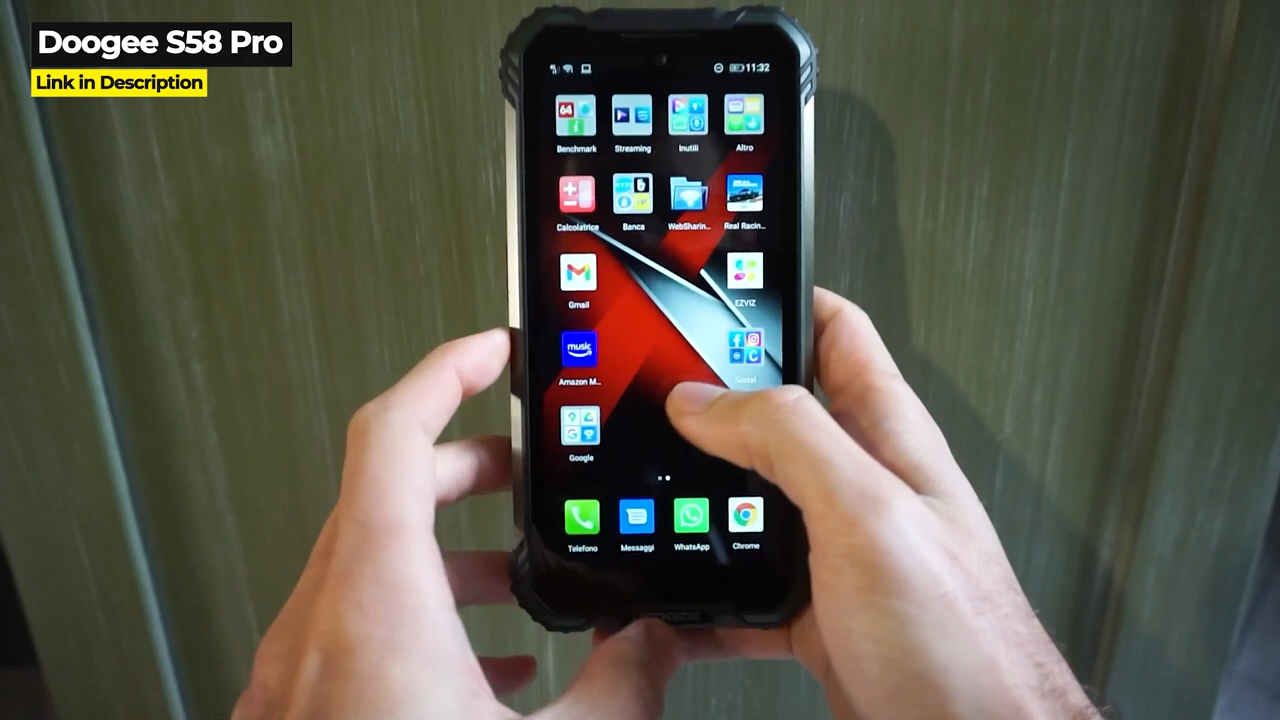 Doogee S58 Pro
Link in Description
11:32
64
Benchmark
Streaming
Inutili
Altro
Calcolatrice
Banca
WebSharin...
Real Racin...
Gmail
EZVIZ
music
Amazon M...
Social
Google
Telefono
Messaggi
WhatsApp
Chrome